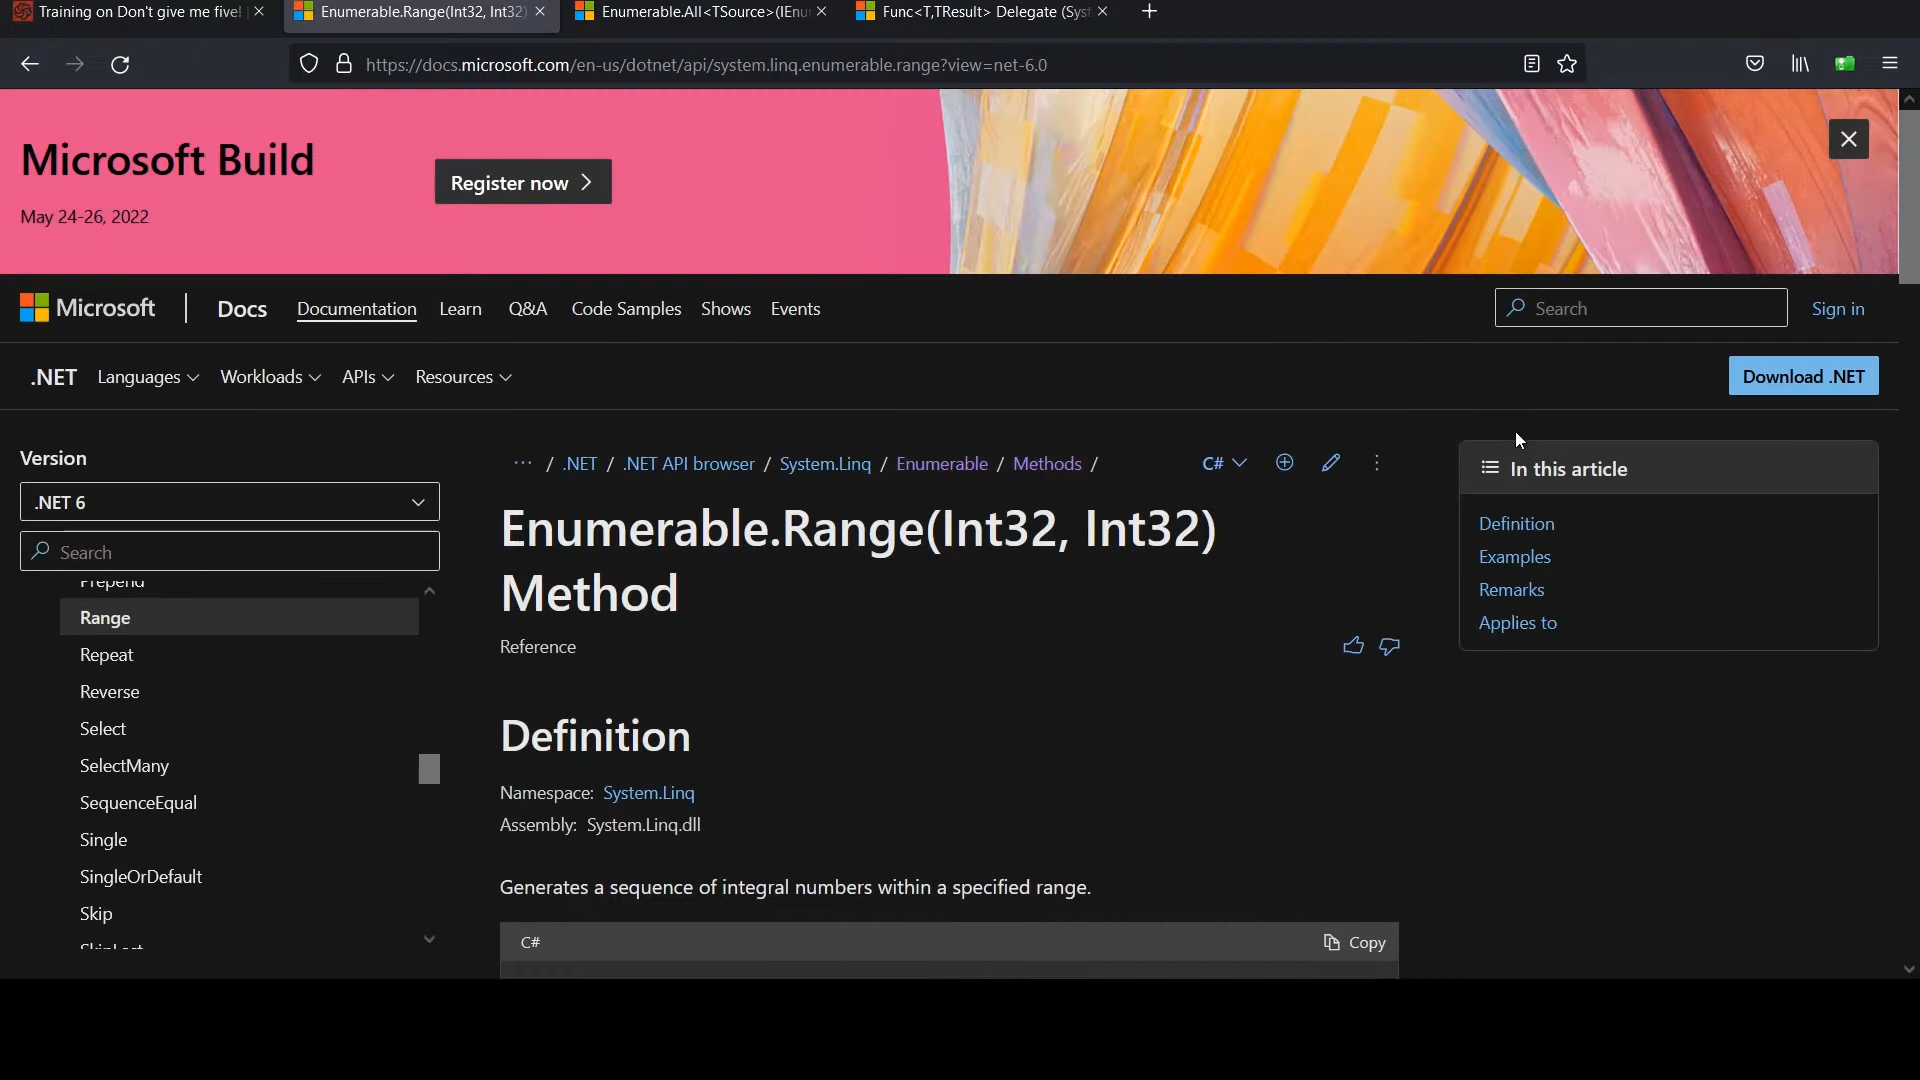 Training on Don't give me five! |
Enumerable.Range(Int32, Int32)
Enumerable.All<TSource>(IEnu
Func<T,TResult> Delegate (Syst
https://docs.microsoft.com/en-us/dotnet/api/system.linq.enumerable.range?view=net-6.0
Microsoft Build
Register now
May 24-26, 2022
Microsoft
Docs
Documentation
Learn
Q&A
Code Samples
Shows
Events
Search
Sign in
.NET
Languages
Workloads
APIs
Resources
Download .NET
Version
.NET 6
Search
Prepend
Range
Repeat
Reverse
Select
SelectMany
SequenceEqual
Single
SingleOrDefault
Skip
SkipLast
... / .NET / .NET API browser / System.Linq / Enumerable / Methods /
C#
Enumerable.Range(Int32, Int32)
Method
Reference
Definition
Namespace: System.Linq
Assembly: System.Linq.dll
Generates a sequence of integral numbers within a specified range.
C#
Copy
In this article
Definition
Examples
Remarks
Applies to